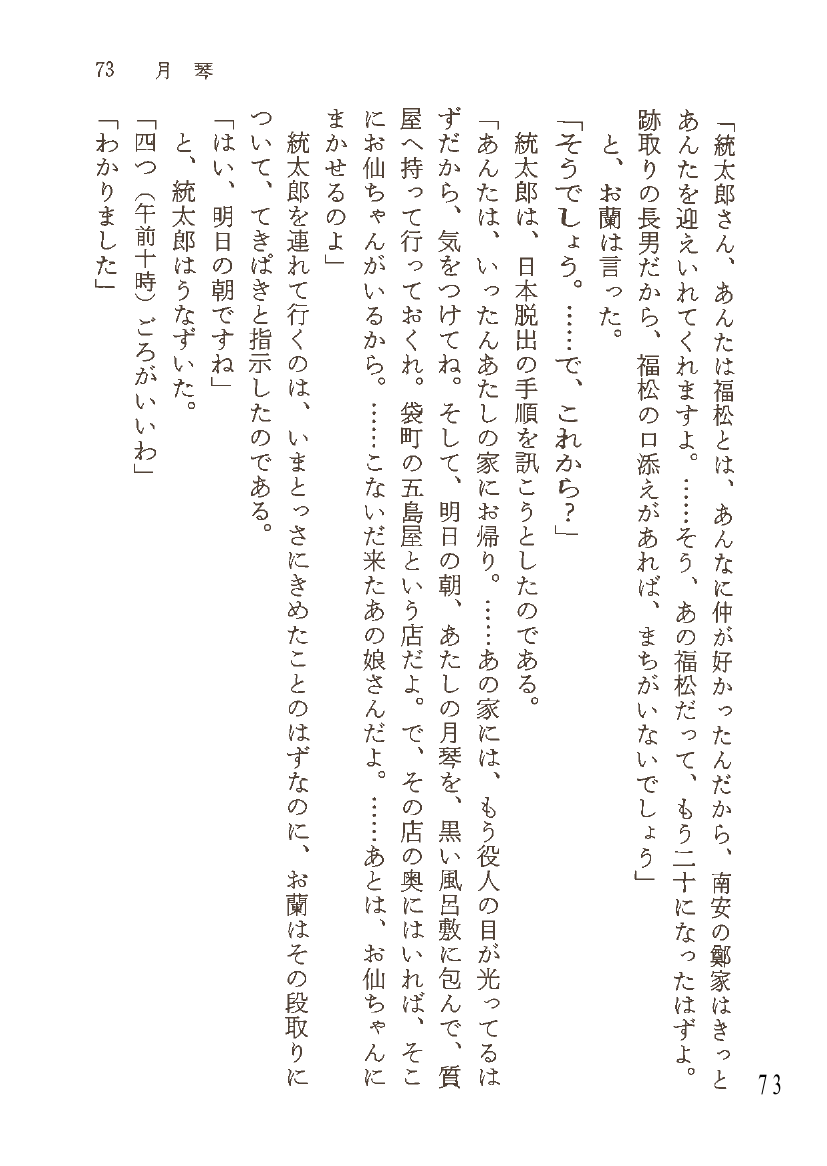 73　月　琴
「統太郎さん、あんたは福松とは、あんなに仲が好かったんだから、南安の鄭家はきっと
あんたを迎えいれてくれますよ。……そう、あの福松だって、もう二十になったはずよ。
跡取りの長男だから、福松の口添えがあれば、まちがいないでしょう」
　と、お蘭は言った。
「そうでしょう。……で、これから？」
　統太郎は、日本脱出の手順を訊こうとしたのである。
「あんたは、いったんあたしの家にお帰り。……あの家には、もう役人の目が光ってるは
ずだから、気をつけてね。そして、明日の朝、あたしの月琴を、黒い風呂敷に包んで、質
屋へ持って行っておくれ。袋町の五島屋という店だよ。で、その店の奥にはいれば、そこ
にお仙ちゃんがいるから。……こないだ来たあの娘さんだよ。……あとは、お仙ちゃんに
まかせるのよ」
　統太郎を連れて行くのは、いまとっさにきめたことのはずなのに、お蘭はその段取りに
ついて、てきぱきと指示したのである。
「はい、明日の朝ですね」
　と、統太郎はうなずいた。
「四つ（午前十時）ごろがいいわ」
「わかりました」
73